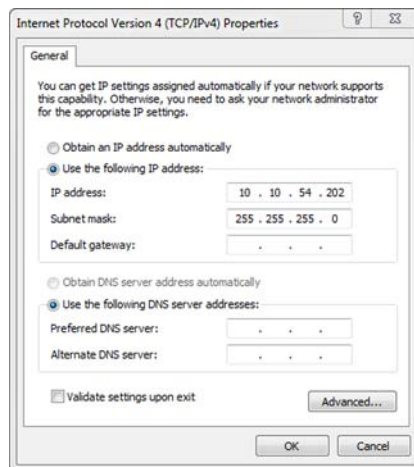 Internet Protocol Version 4 (TCP/IPv4) Properties
General
You can get IP settings assigned automatically if your network supports
this capability. Otherwise, you need to ask your network administrator
for the appropriate IP settings.
Obtain an IP address automatically
Use the following IP address:
IP address: 10 . 10 . 54 . 202
Subnet mask: 255 . 255 . 255 . 0
Default gateway: . . .
Obtain DNS server address automatically
Use the following DNS server addresses:
Preferred DNS server: . . .
Alternate DNS server: . . .
Validate settings upon exit
Advanced...
OK Cancel